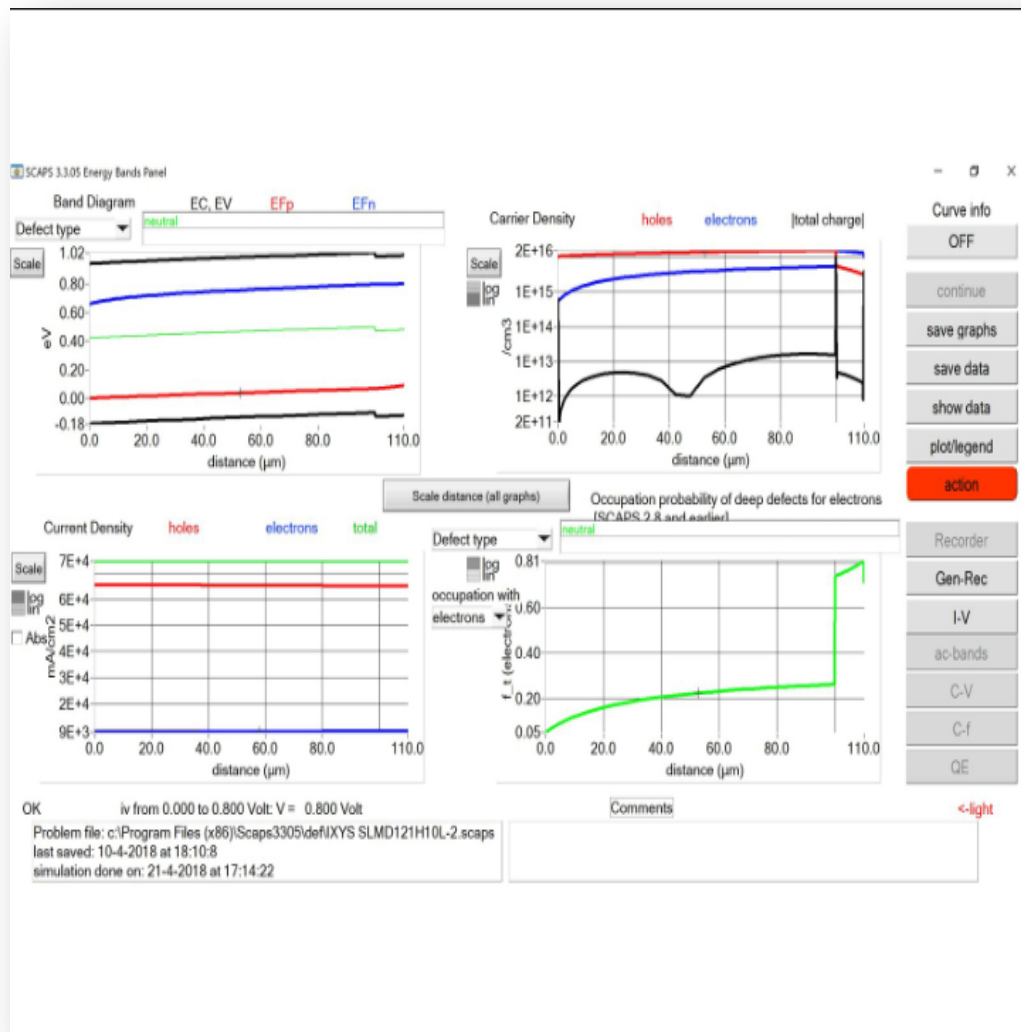 SCAPS 3.3.05 Energy Bands Panel
Band Diagram EC, EV EFp EFn
Defect type neutral
Scale
1.02
0.80
0.60
0.40
0.20
0.00
-0.18
eV
0.0 20.0 40.0 60.0 80.0 110.0
distance (µm)
Carrier Density holes electrons |total charge|
Scale
log
lin
2E+16
1E+15
1E+14
1E+13
1E+12
2E+11
/cm3
0.0 20.0 40.0 60.0 80.0 110.0
distance (µm)
Curve info
OFF
continue
save graphs
save data
show data
plot/legend
action
Scale distance (all graphs)
Current Density holes electrons total
Scale
log
lin
Abs
7E+4
6E+4
5E+4
4E+4
3E+4
2E+4
9E+3
mA/cm2
0.0 20.0 40.0 60.0 80.0 110.0
distance (µm)
Occupation probability of deep defects for electrons
[SCAPS 2.8 and earlier]
Defect type neutral
log
lin
occupation with
electrons
0.81
0.60
0.40
0.20
0.05
f_t (electron
0.0 20.0 40.0 60.0 80.0 110.0
distance (µm)
Recorder
Gen-Rec
I-V
ac-bands
C-V
C-f
QE
OK iv from 0.000 to 0.800 Volt: V = 0.800 Volt
Comments
<-light
Problem file: c:\Program Files (x86)\Scaps3305\def\IXYS SLMD121H10L-2.scaps
last saved: 10-4-2018 at 18:10:8
simulation done on: 21-4-2018 at 17:14:22